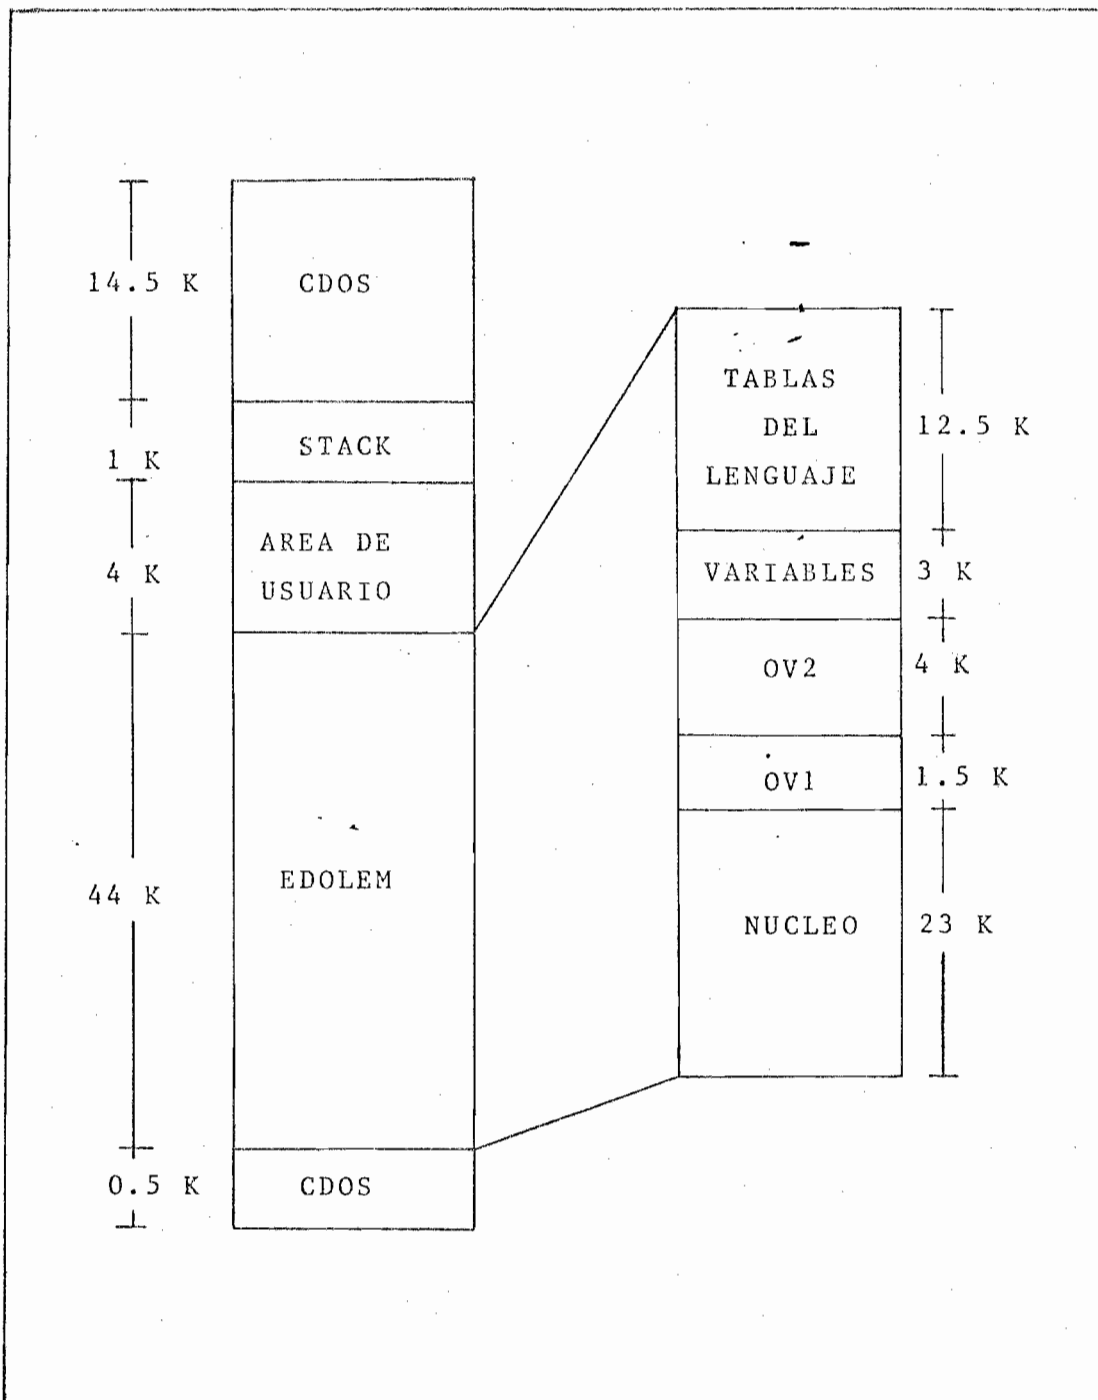 14.5 K
CDOS
1 K
STACK
4 K
AREA DE
USUARIO
44 K
EDOLEM
0.5 K
CDOS
TABLAS
DEL
LENGUAJE
12.5 K
VARIABLES
3 K
OV2
4 K
OV1
1.5 K
NUCLEO
23 K